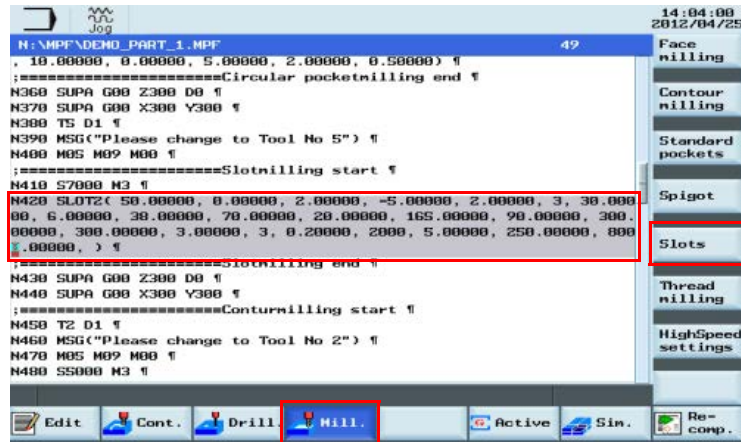 Jog
14:04:00
2012/04/25
N:\MPF\DEMO_PART_1.MPF 49
, 10.00000, 0.00000, 5.00000, 2.00000, 0.50000) ¶
;=======================Circular pocketmilling end ¶
N360 SUPA G00 Z300 D0 ¶
N370 SUPA G00 X300 Y300 ¶
N380 T5 D1 ¶
N390 MSG("Please change to Tool No 5") ¶
N400 M05 M09 M00 ¶
;=======================Slotmilling start ¶
N410 S7000 M3 ¶
N420 SLOT2( 50.00000, 0.00000, 2.00000, -5.00000, 2.00000, 3, 30.000
00, 6.00000, 38.00000, 70.00000, 20.00000, 165.00000, 90.00000, 300.
00000, 300.00000, 3.00000, 3, 0.20000, 2000, 5.00000, 250.00000, 800
.00000, ) ¶
;=======================Slotmilling end ¶
N430 SUPA G00 Z300 D0 ¶
N440 SUPA G00 X300 Y300 ¶
;=======================Conturmilling start ¶
N450 T2 D1 ¶
N460 MSG("Please change to Tool No 2") ¶
N470 M05 M09 M00 ¶
N480 S5000 M3 ¶
Face
milling
Contour
milling
Standard
pockets
Spigot
Slots
Thread
milling
HighSpeed
settings
Edit
Cont.
Drill.
Mill.
Active
Sim.
Re-
comp.